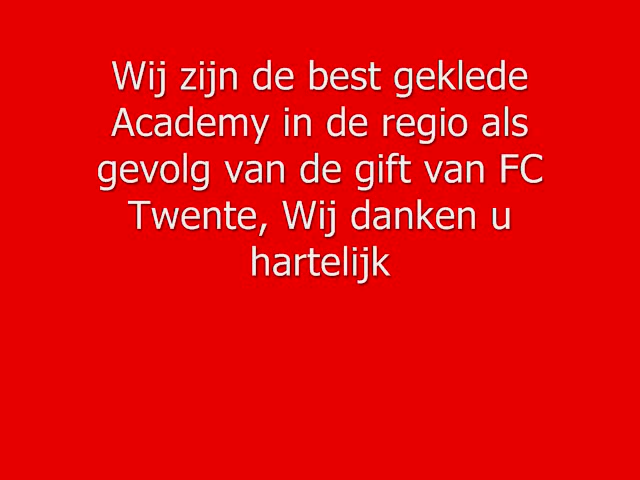 Wij zijn de best geklede
Academy in de regio als
gevolg van de gift van FC
Twente, Wij danken u
hartelijk